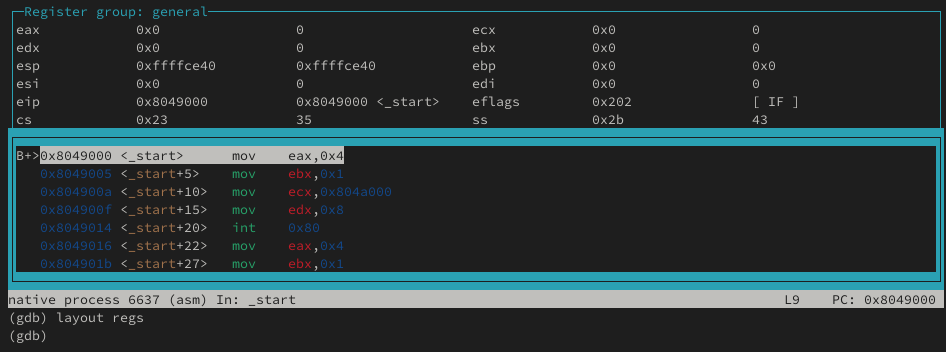 Register group: general
eax 0x0 0 ecx 0x0 0
edx 0x0 0 ebx 0x0 0
esp 0xffffce40 0xffffce40 ebp 0x0 0x0
esi 0x0 0 edi 0x0 0
eip 0x8049000 0x8049000 <_start> eflags 0x202 [ IF ]
cs 0x23 35 ss 0x2b 43
B+>0x8049000 <_start> mov eax,0x4
0x8049005 <_start+5> mov ebx,0x1
0x804900a <_start+10> mov ecx,0x804a000
0x804900f <_start+15> mov edx,0x8
0x8049014 <_start+20> int 0x80
0x8049016 <_start+22> mov eax,0x4
0x804901b <_start+27> mov ebx,0x1
native process 6637 (asm) In: _start L9 PC: 0x8049000
(gdb) layout regs
(gdb)